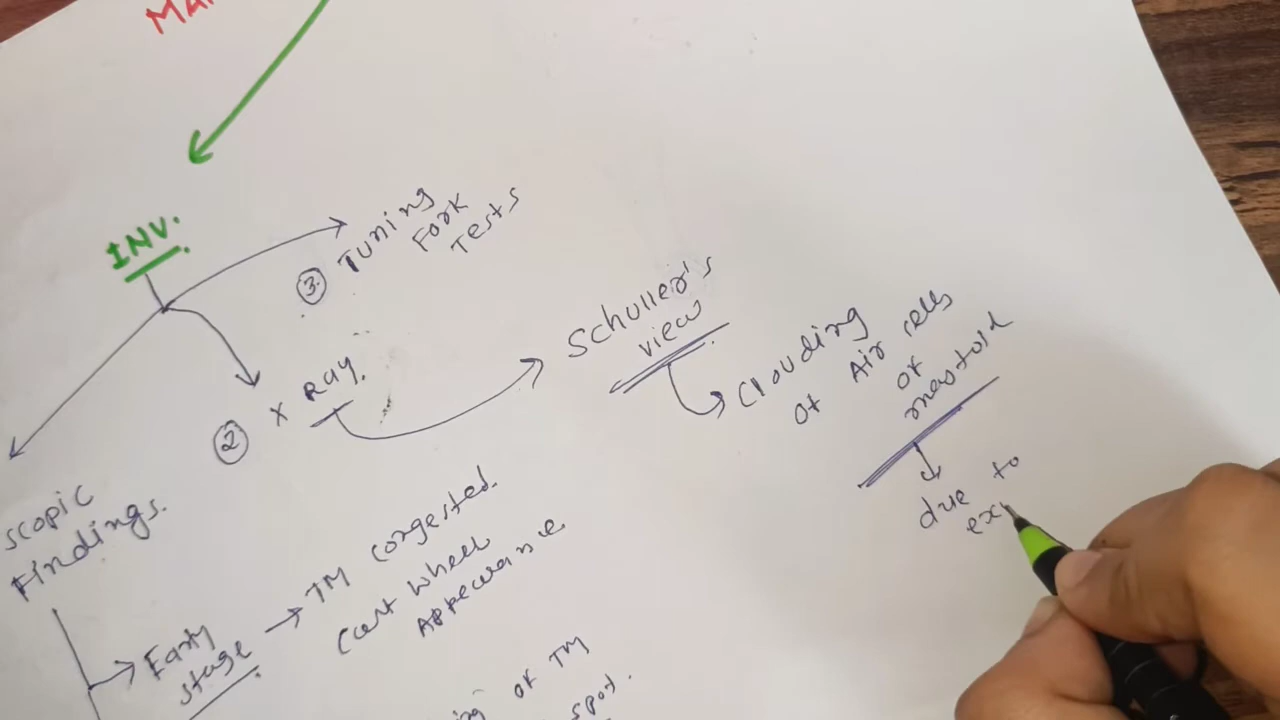 INV.
③ Tuning
Fork
Tests
② X Ray.
Schuller's
view
Clouding
of Air cells
of
mastoid
due to
ex
scopic
Findings.
Early
stage
TM congested.
Cart wheel
Appearance
of TM
spot.